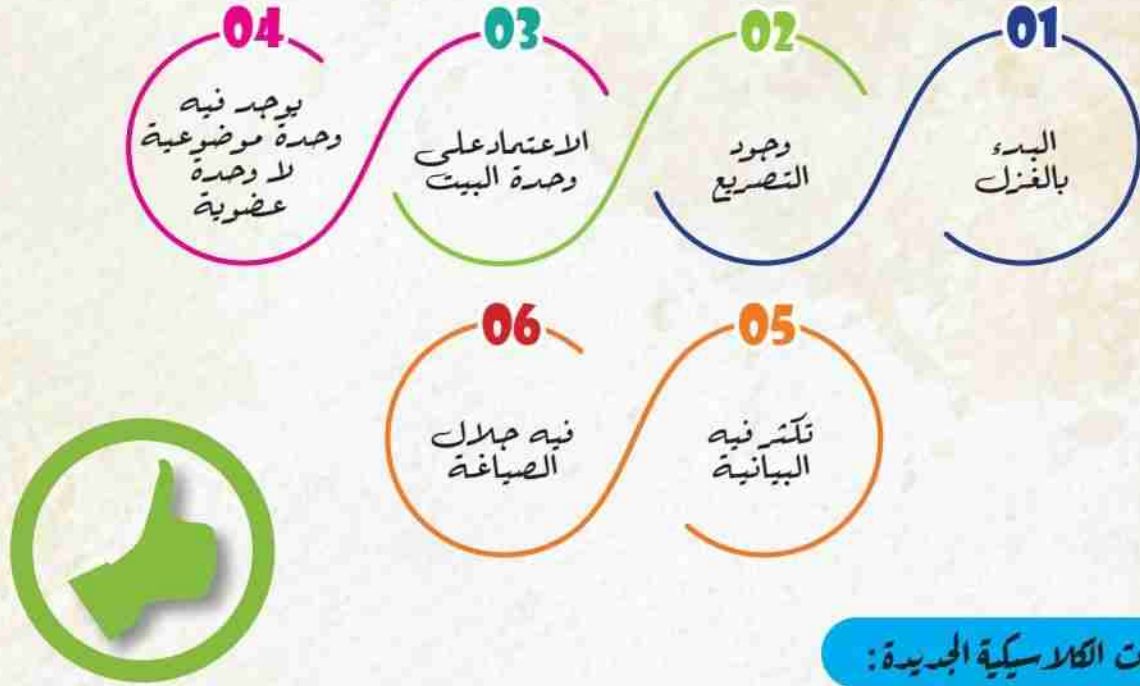 01
البدء
بالغزل
02
وجود
التصريع
03
الاعتماد على
وحدة البيت
04
يوجد فيه
وحدة موضوعية
لا وحدة
عضوية
05
تكثر فيه
البيانية
06
فيه جلال
الصياغة
الكلاسيكية الجديدة: